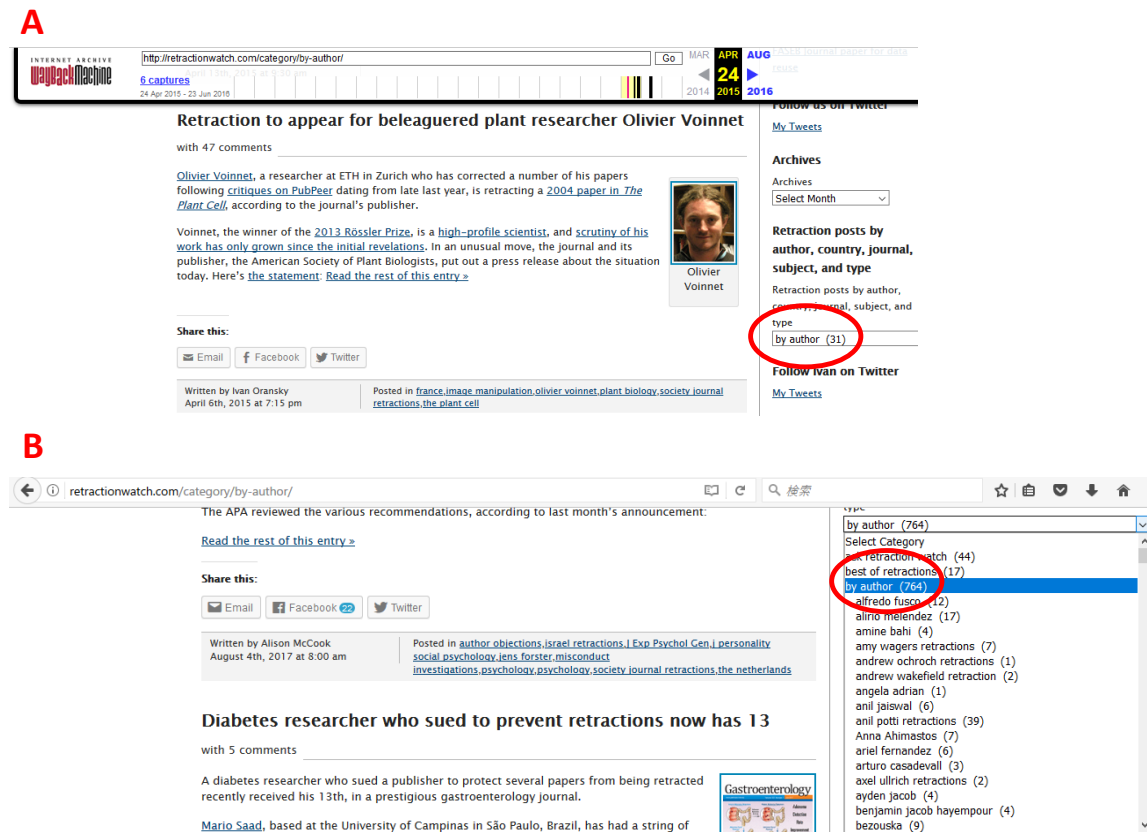 A
INTERNET ARCHIVE
WayBack Machine
http://retractionwatch.com/category/by-author/
Go
MAR APR AUG
6 captures
24
24 Apr 2015 - 23 Jun 2016
2014 2015 2016
EASEB journal paper for data
reuse
April 13th, 2015 at 9:30 am
Retraction to appear for beleaguered plant researcher Olivier Voinnet
with 47 comments
Olivier Voinnet, a researcher at ETH in Zurich who has corrected a number of his papers
following critiques on PubPeer dating from late last year, is retracting a 2004 paper in The
Plant Cell, according to the journal's publisher.
Voinnet, the winner of the 2013 Rössler Prize, is a high-profile scientist, and scrutiny of his
work has only grown since the initial revelations. In an unusual move, the journal and its
publisher, the American Society of Plant Biologists, put out a press release about the situation
today. Here's the statement: Read the rest of this entry »
Olivier
Voinnet
Share this:
Email
Facebook
Twitter
Written by Ivan Oransky
April 6th, 2015 at 7:15 pm
Posted in france,image manipulation,olivier voinnet,plant biology,society journal
retractions,the plant cell
Follow us on Twitter
My Tweets
Archives
Archives
Select Month
Retraction posts by
author, country, journal,
subject, and type
Retraction posts by author,
country, journal, subject, and
type
by author (31)
Follow Ivan on Twitter
My Tweets
B
retractionwatch.com/category/by-author/
検索
The APA reviewed the various recommendations, according to last month's announcement:
Read the rest of this entry »
Share this:
Email
Facebook 22
Twitter
Written by Alison McCook
August 4th, 2017 at 8:00 am
Posted in author objections,israel retractions,J Exp Psychol Gen,j personality
social psychology,jens forster,misconduct
investigations,psychology,psychology,society journal retractions,the netherlands
Diabetes researcher who sued to prevent retractions now has 13
with 5 comments
A diabetes researcher who sued a publisher to protect several papers from being retracted
recently received his 13th, in a prestigious gastroenterology journal.
Mario Saad, based at the University of Campinas in São Paulo, Brazil, has had a string of
Gastroenterology
type
by author (764)
Select Category
ask retraction watch (44)
best of retractions (17)
by author (764)
alfredo fusco (12)
alirio melendez (17)
amine bahi (4)
amy wagers retractions (7)
andrew ochroch retractions (1)
andrew wakefield retraction (2)
angela adrian (1)
anil jaiswal (6)
anil potti retractions (39)
Anna Ahimastos (7)
ariel fernandez (6)
arturo casadevall (3)
axel ullrich retractions (2)
ayden jacob (4)
benjamin jacob hayempour (4)
bezouska (9)